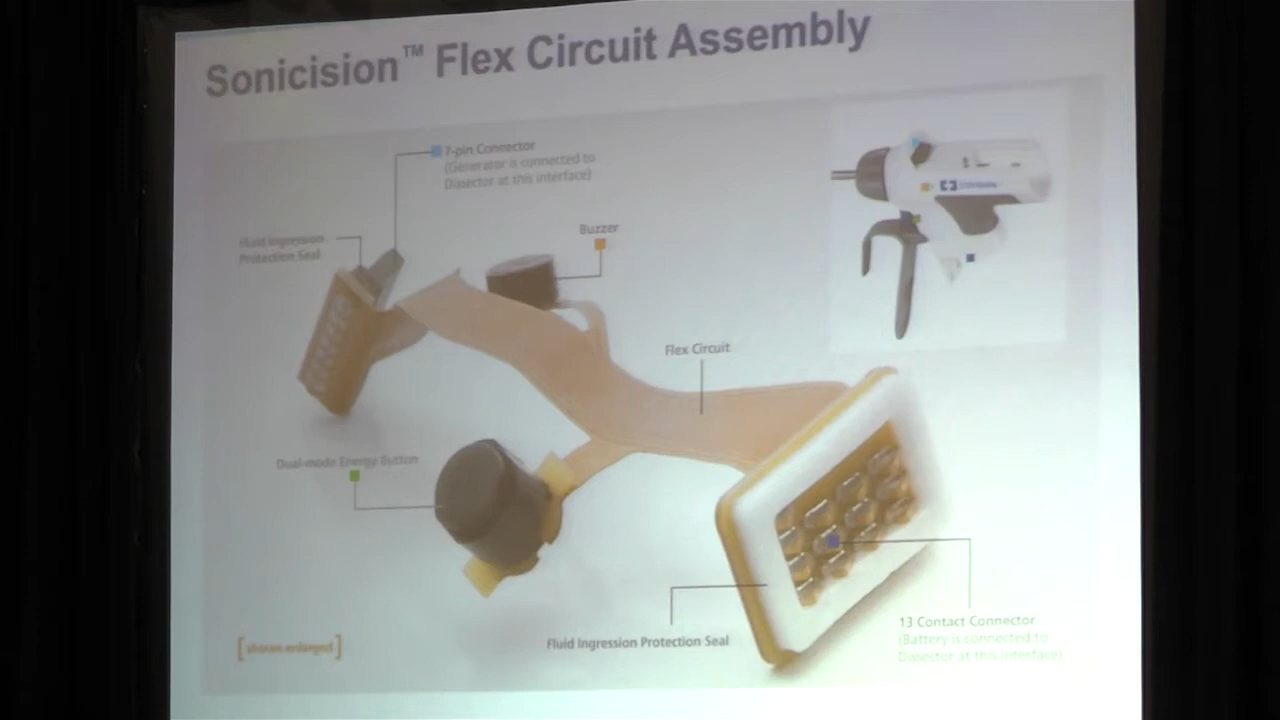 Sonicision™ Flex Circuit Assembly
7-pin Connector
(Generator is connected to
Dissector at this interface)
Fluid Ingression
Protection Seal
Buzzer
COVIDIEN
Flex Circuit
Dual-mode Energy Button
13 Contact Connector
(Battery is connected to
Dissector at this interface)
Fluid Ingression Protection Seal
[shown enlarged]